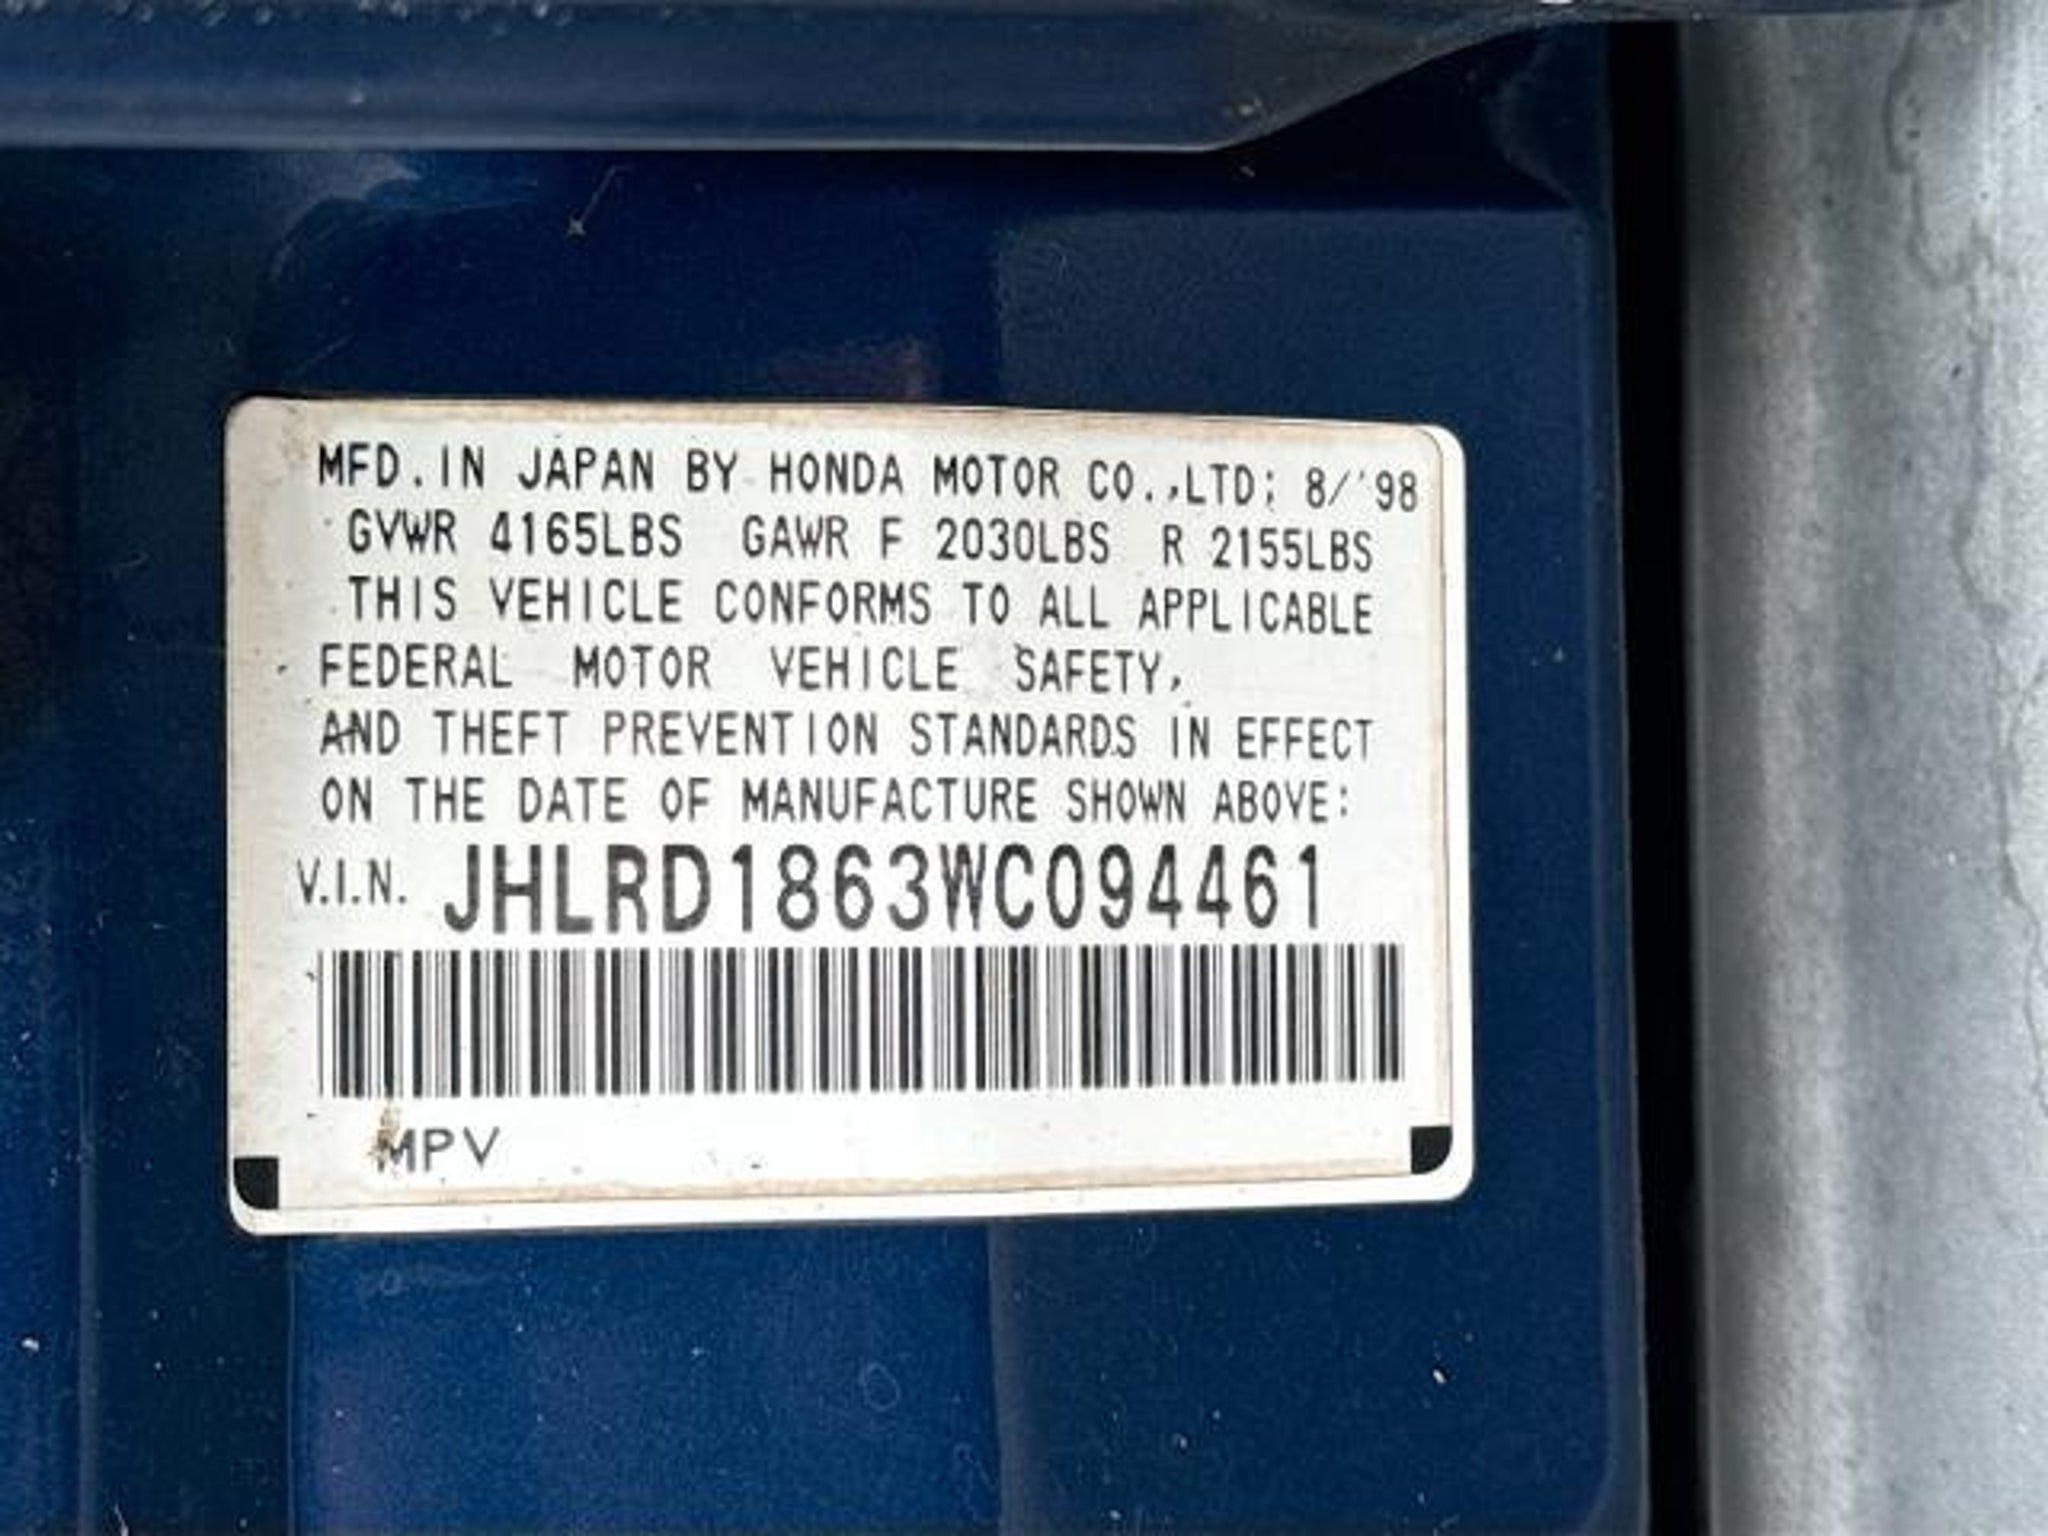 MFD.IN JAPAN BY HONDA MOTOR CO.,LTD; 8/'98
GVWR 4165LBS GAWR F 2030LBS R 2155LBS
THIS VEHICLE CONFORMS TO ALL APPLICABLE
FEDERAL MOTOR VEHICLE SAFETY,
AND THEFT PREVENTION STANDARDS IN EFFECT
ON THE DATE OF MANUFACTURE SHOWN ABOVE:
V.I.N. JHLRD1863WC094461
MPV